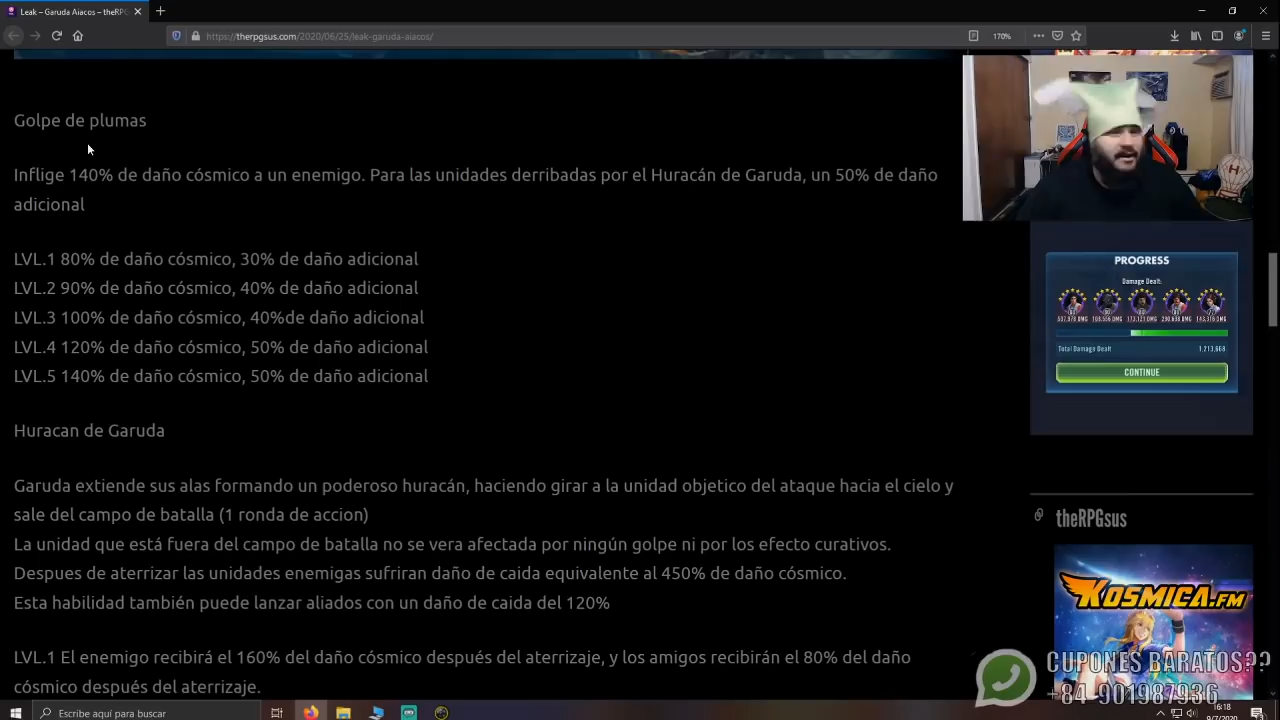 Leak – Garuda Aiacos – theRPG
https://therpgsus.com/2020/06/25/leak-garuda-aiacos/
170%
Golpe de plumas
Inflige 140% de daño cósmico a un enemigo. Para las unidades derribadas por el Huracán de Garuda, un 50% de daño
adicional
LVL.1 80% de daño cósmico, 30% de daño adicional
LVL.2 90% de daño cósmico, 40% de daño adicional
LVL.3 100% de daño cósmico, 40%de daño adicional
LVL.4 120% de daño cósmico, 50% de daño adicional
LVL.5 140% de daño cósmico, 50% de daño adicional
Huracan de Garuda
Garuda extiende sus alas formando un poderoso huracán, haciendo girar a la unidad objetico del ataque hacia el cielo y
sale del campo de batalla (1 ronda de accion)
La unidad que está fuera del campo de batalla no se vera afectada por ningún golpe ni por los efecto curativos.
Despues de aterrizar las unidades enemigas sufriran daño de caida equivalente al 450% de daño cósmico.
Esta habilidad también puede lanzar aliados con un daño de caida del 120%
LVL.1 El enemigo recibirá el 160% del daño cósmico después del aterrizaje, y los amigos recibirán el 80% del daño
cósmico después del aterrizaje.
PROGRESS
Damage Dealt:
Total Damage Dealt 1,213,668
CONTINUE
theRPGsus
KOSMICA.FM
CUPONES BARATOS??
+84-901987936
Escribe aquí para buscar
16:18
9/7/2020